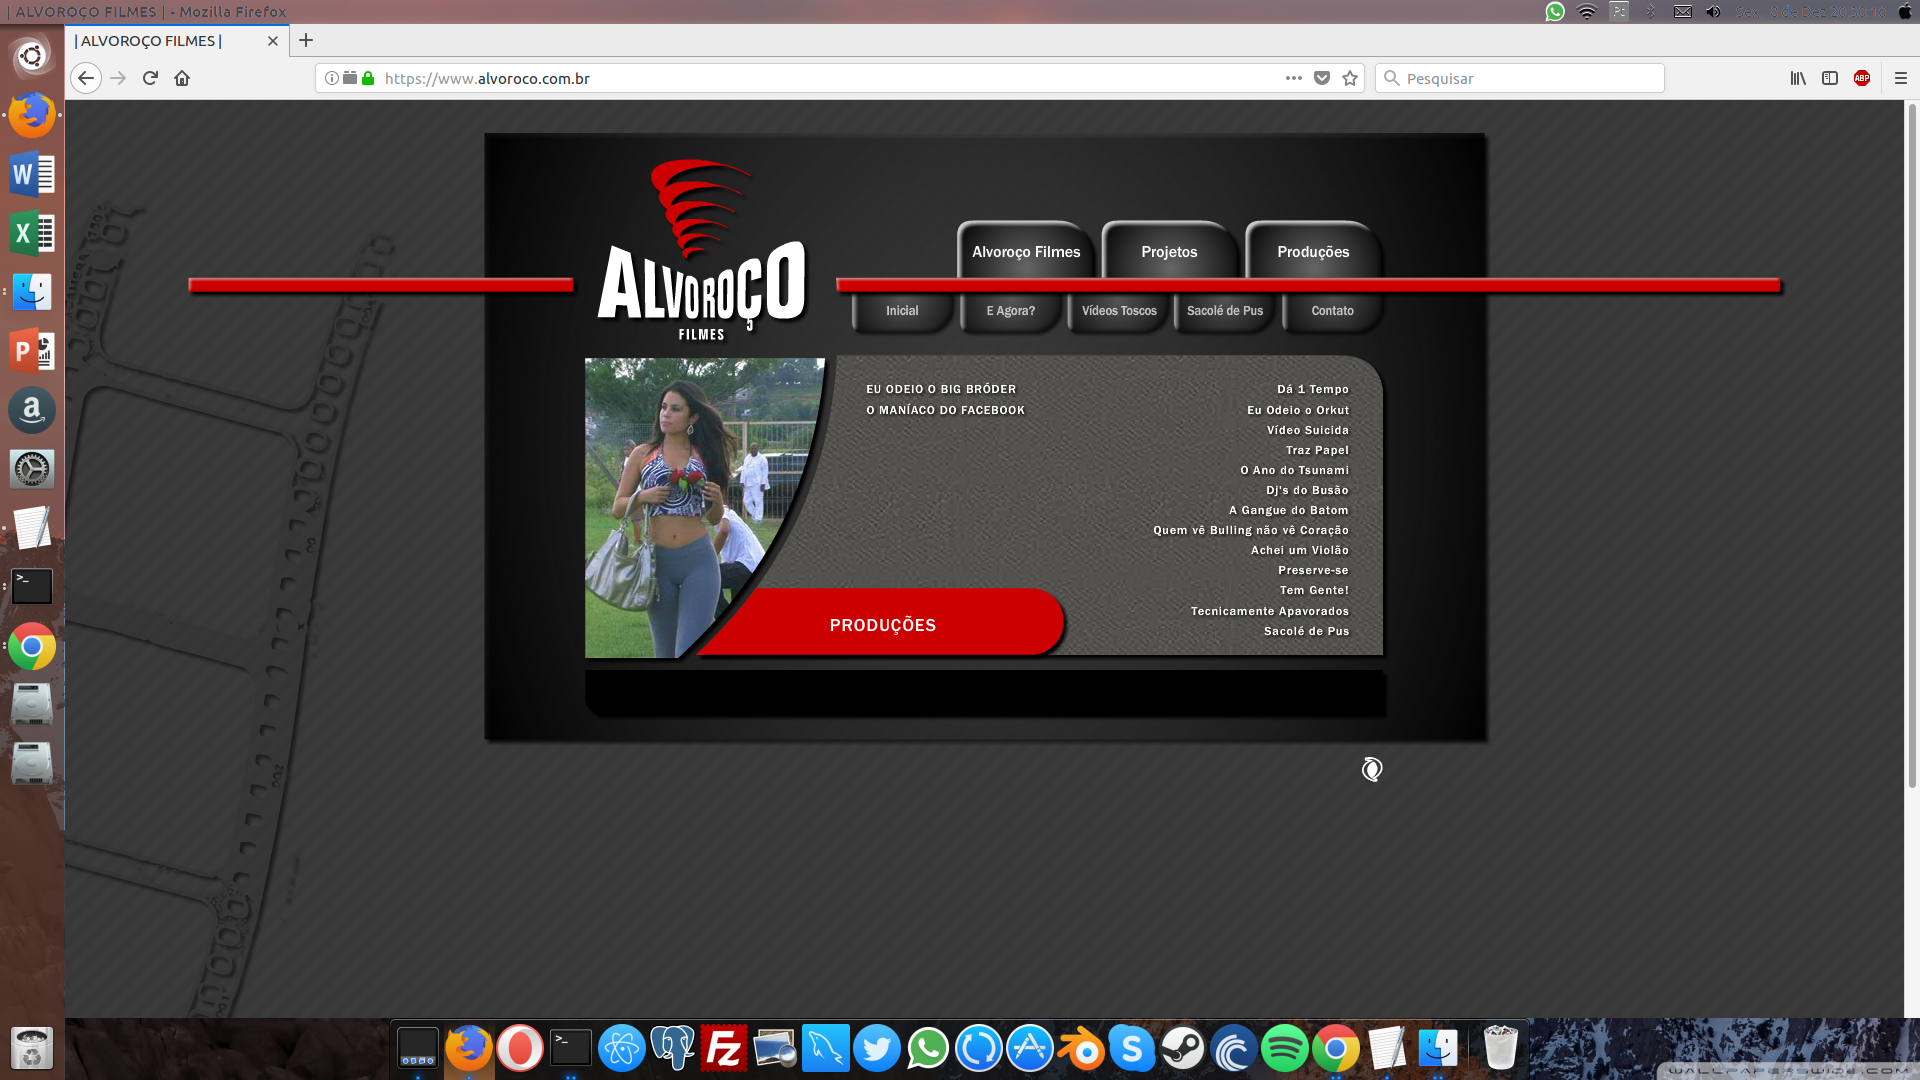 | ALVOROÇO FILMES | - Mozilla Firefox
Pt
| ALVOROÇO FILMES |
https://www.alvoroco.com.br
Pesquisar
ABP
ALVOROÇO
FILMES
Alvoroço Filmes
Projetos
Produções
Inicial
E Agora?
Vídeos Toscos
Sacolé de Pus
Contato
EU ODEIO O BIG BRÓDER
O MANÍACO DO FACEBOOK
Dá 1 Tempo
Eu Odeio o Orkut
Vídeo Suicida
Traz Papel
O Ano do Tsunami
Dj's do Busão
A Gangue do Batom
Quem vê Bulling não vê Coração
Achei um Violão
Preserve-se
Tem Gente!
Tecnicamente Apavorados
Sacolé de Pus
PRODUÇÕES